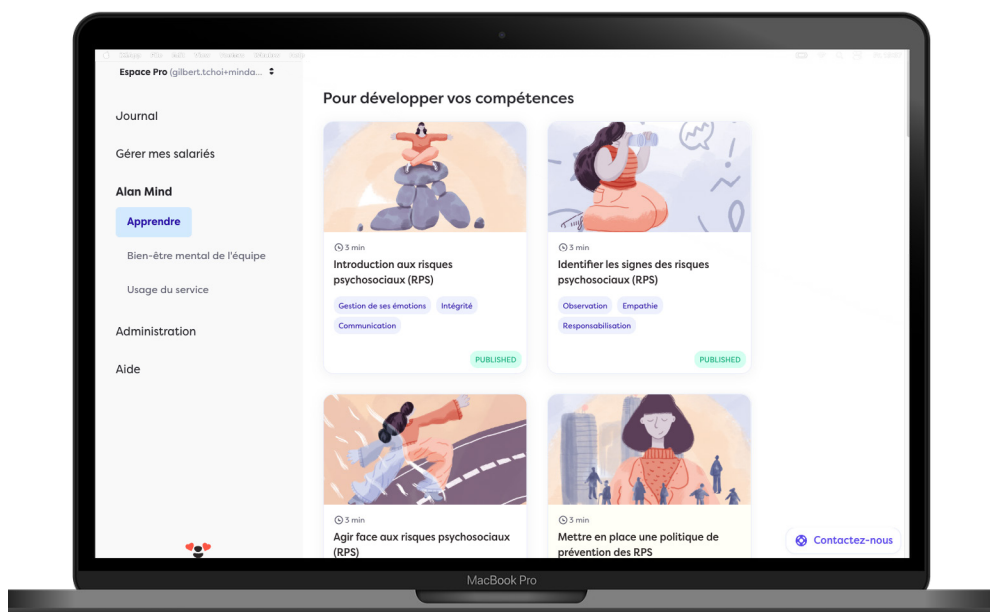 Espace Pro (gilbert.tchoi+minda...
Journal
Gérer mes salariés
Alan Mind
Apprendre
Bien-être mental de l'équipe
Usage du service
Administration
Aide
Pour développer vos compétences
3 min
Introduction aux risques
psychosociaux (RPS)
Gestion de ses émotions Intégrité
Communication
PUBLISHED
3 min
Identifier les signes des risques
psychosociaux (RPS)
Observation Empathie
Responsabilisation
PUBLISHED
3 min
Agir face aux risques psychosociaux
(RPS)
3 min
Mettre en place une politique de
prévention des RPS
Contactez-nous
MacBook Pro